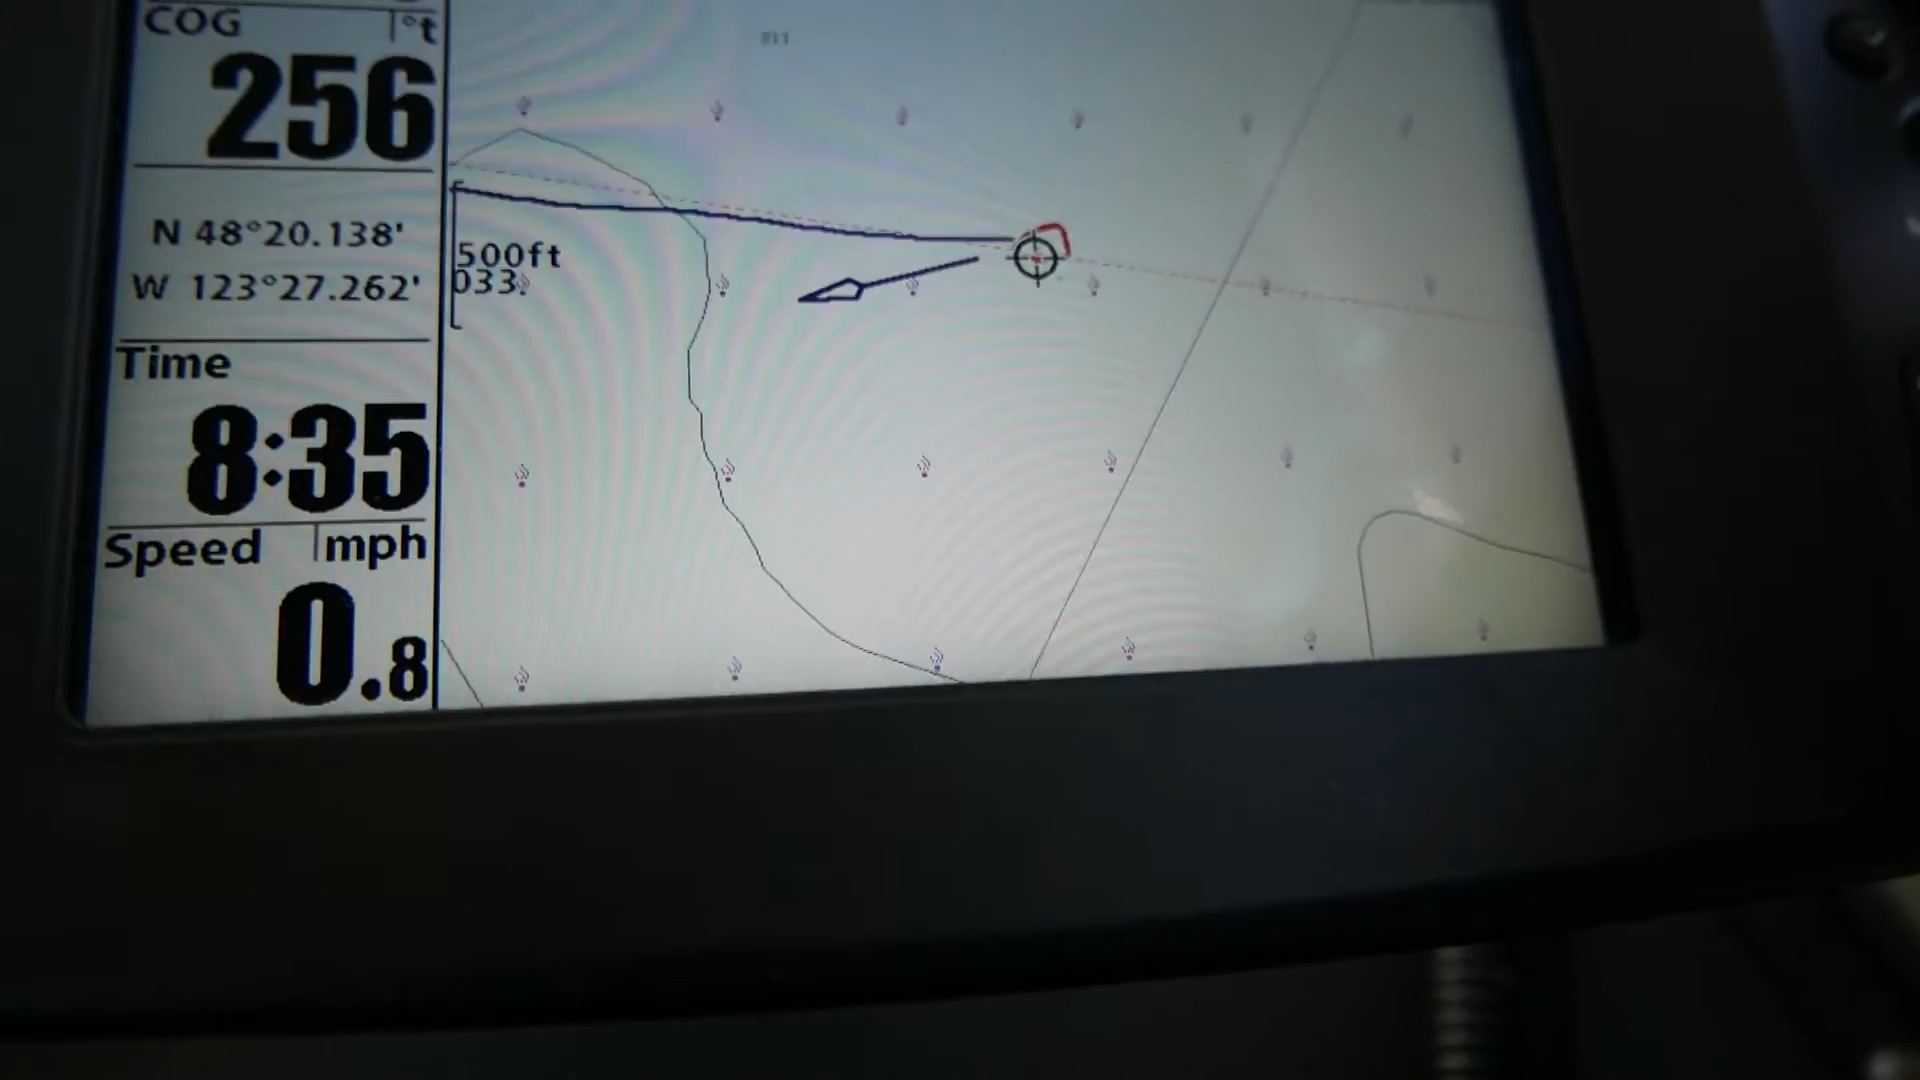 COG °t
256
N 48°20.138'
W 123°27.262'
500ft
033.
Time
8:35
Speed mph
0.8